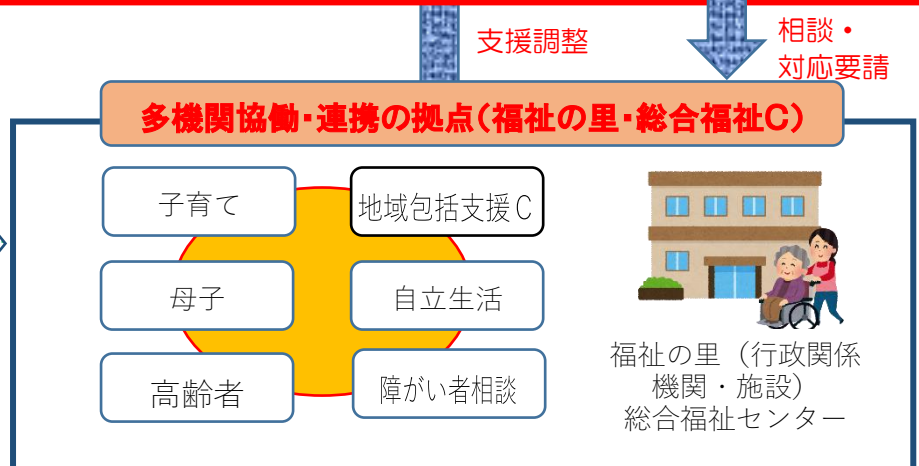 支援調整
相談・
対応要請
多機関協働・連携の拠点（福祉の里・総合福祉C）
子育て
地域包括支援C
母子
自立生活
高齢者
障がい者相談
福祉の里（行政関係
機関・施設）
総合福祉センター